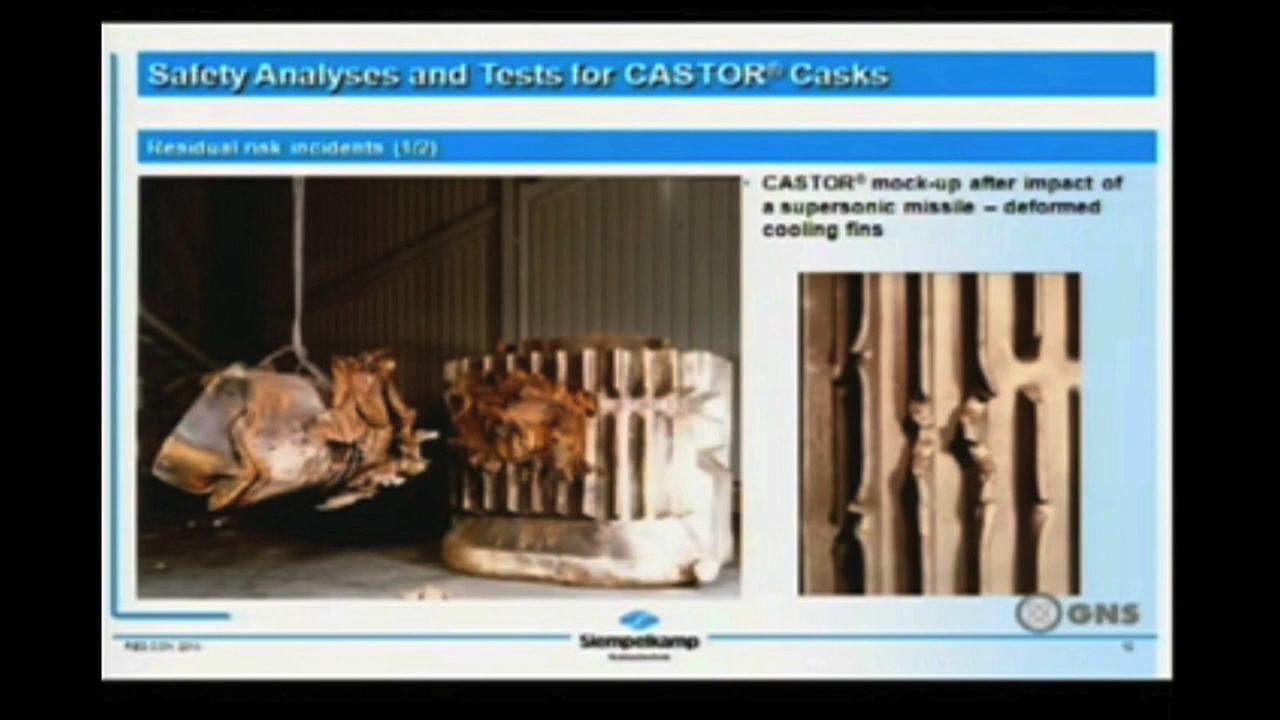 Safety Analyses and Tests for CASTOR® Casks
Residual risk incidents (1/2)
CASTOR® mock-up after impact of
a supersonic missile – deformed
cooling fins
GNS
Siempelkamp